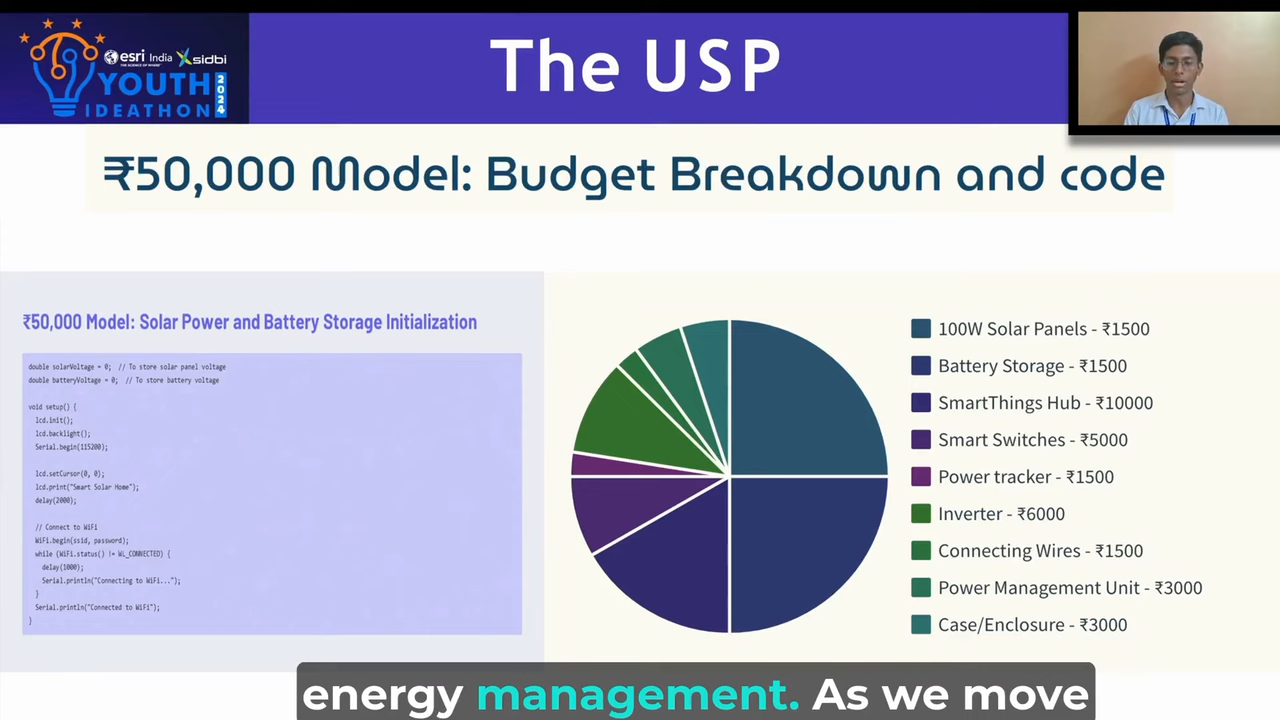 esri India
THE SCIENCE OF WHERE
sidbi
YOUTH
IDEATHON
2024
The USP
₹50,000 Model: Budget Breakdown and code
₹50,000 Model: Solar Power and Battery Storage Initialization
double solarVoltage = 0;  // To store solar panel voltage
double batteryVoltage = 0;  // To store battery voltage
void setup() {
lcd.init();
lcd.backlight();
Serial.begin(115200);
lcd.setCursor(0, 0);
lcd.print("Smart Solar Home");
delay(2000);
// Connect to WiFi
WiFi.begin(ssid, password);
while (WiFi.status() != WL_CONNECTED) {
delay(1000);
Serial.println("Connecting to WiFi...");
}
Serial.println("Connected to WiFi");
}
100W Solar Panels - ₹1500
Battery Storage - ₹1500
SmartThings Hub - ₹10000
Smart Switches - ₹5000
Power tracker - ₹1500
Inverter - ₹6000
Connecting Wires - ₹1500
Power Management Unit - ₹3000
Case/Enclosure - ₹3000
energy management. As we move